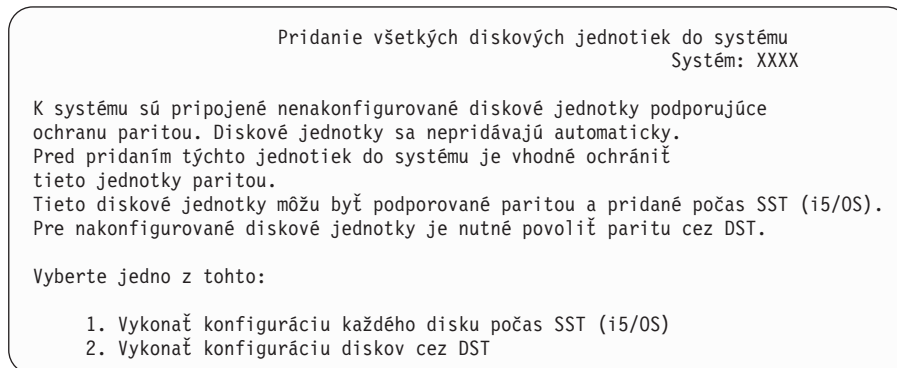 Pridanie všetkých diskových jednotiek do systému
Systém: XXXX
K systému sú pripojené nenakonfigurované diskové jednotky podporujúce
ochranu paritou. Diskové jednotky sa nepridávajú automaticky.
Pred pridaním týchto jednotiek do systému je vhodné ochrániť
tieto jednotky paritou.
Tieto diskové jednotky môžu byť podporované paritou a pridané počas SST (i5/OS).
Pre nakonfigurované diskové jednotky je nutné povoliť paritu cez DST.
Vyberte jedno z tohto:
1. Vykonať konfiguráciu každého disku počas SST (i5/OS)
2. Vykonať konfiguráciu diskov cez DST